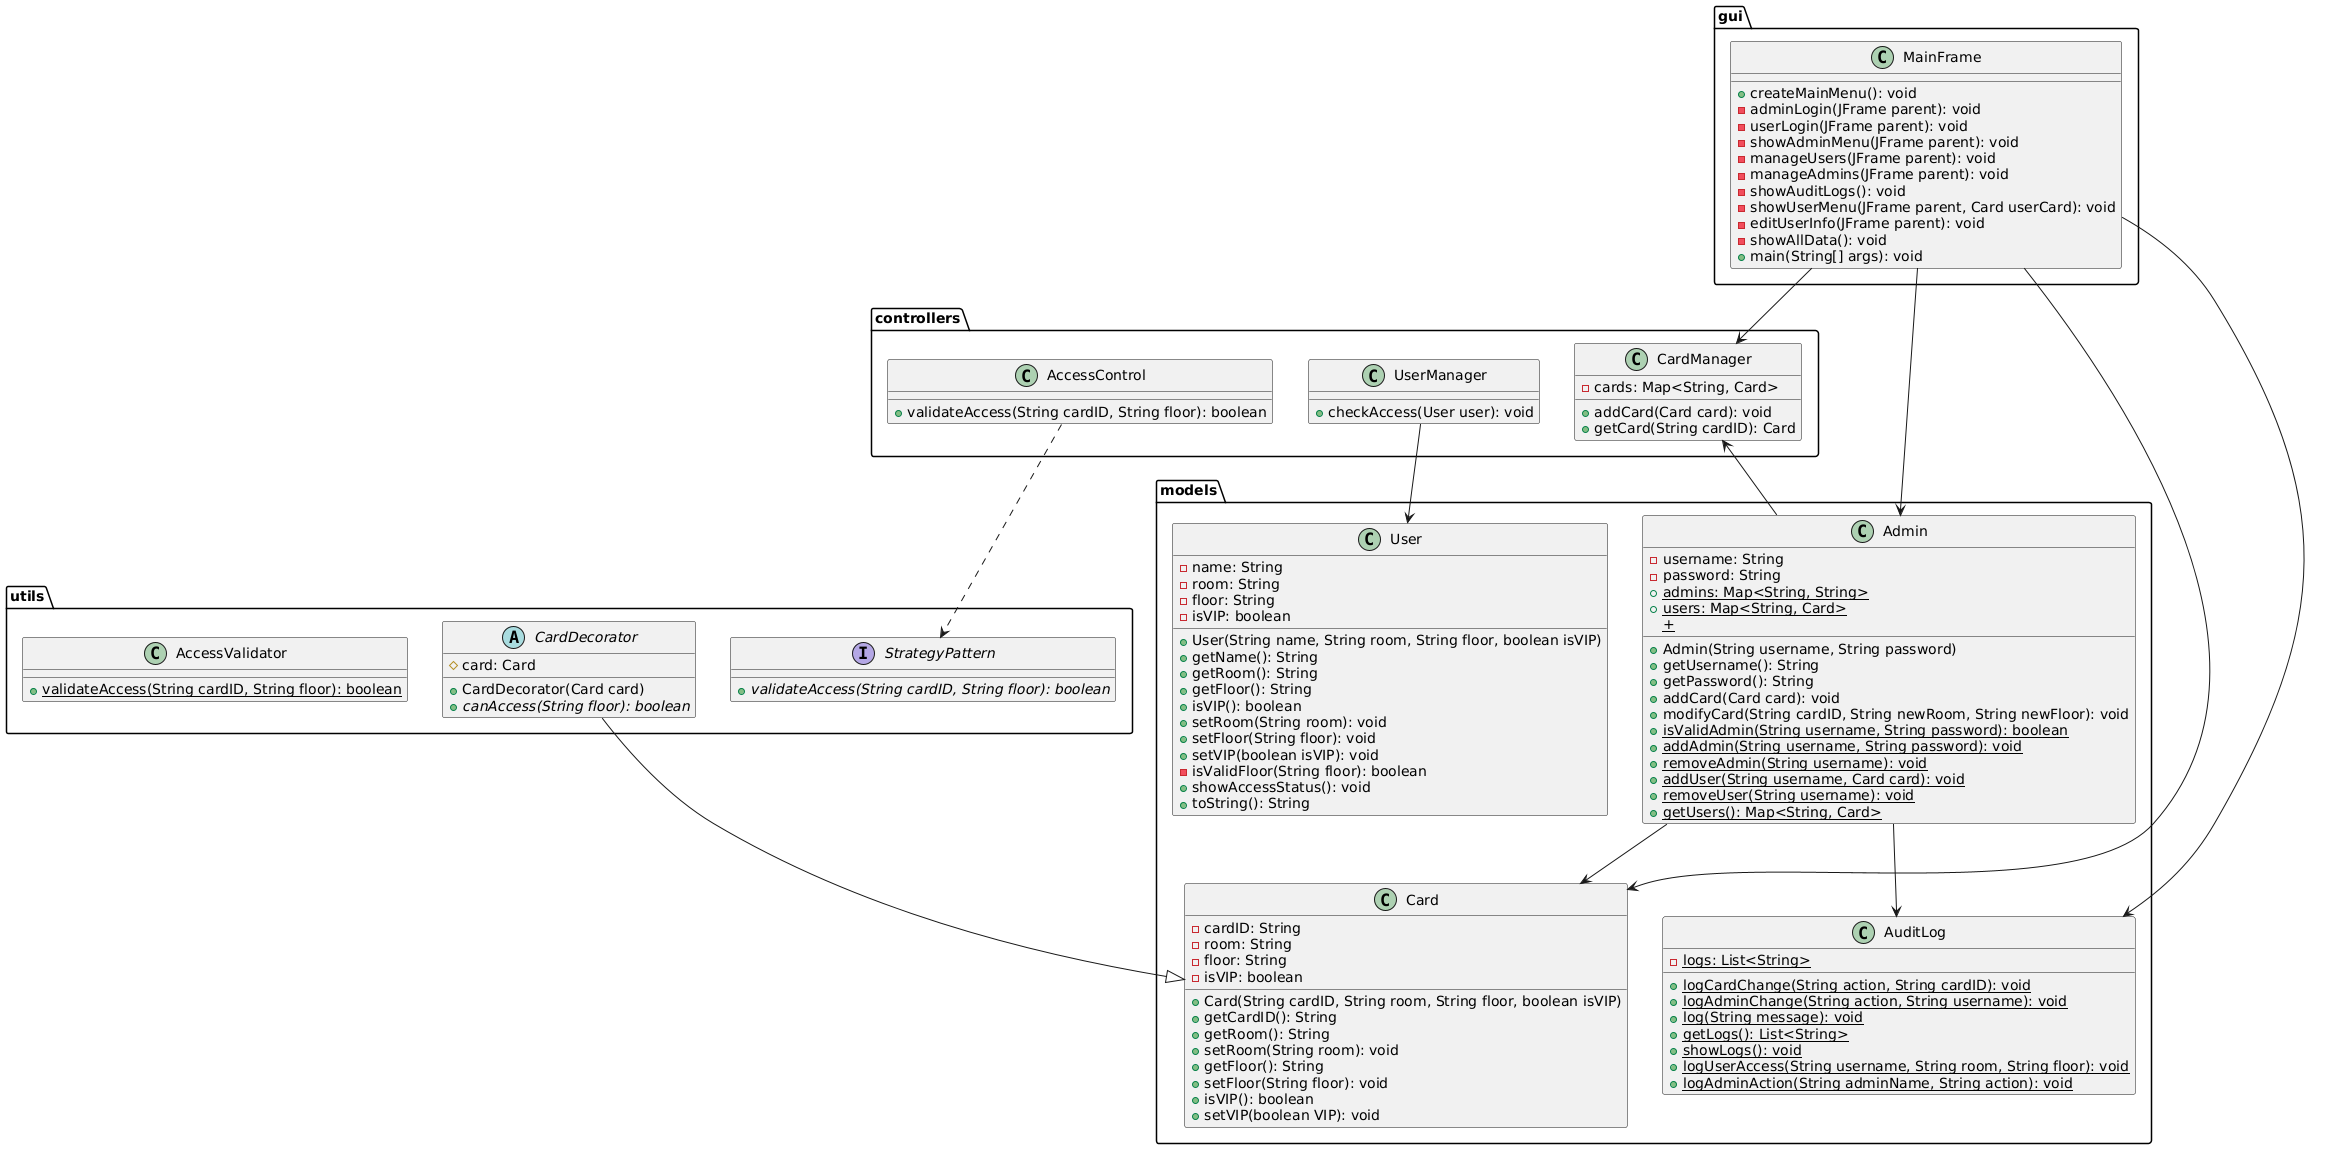 gui
C MainFrame
createMainMenu(): void
adminLogin(JFrame parent): void
userLogin(JFrame parent): void
showAdminMenu(JFrame parent): void
manageUsers(JFrame parent): void
manageAdmins(JFrame parent): void
showAuditLogs(): void
showUserMenu(JFrame parent, Card userCard): void
editUserInfo(JFrame parent): void
showAllData(): void
main(String[] args): void
controllers
C AccessControl
validateAccess(String cardID, String floor): boolean
C UserManager
checkAccess(User user): void
C CardManager
cards: Map<String, Card>
addCard(Card card): void
getCard(String cardID): Card
models
C User
name: String
room: String
floor: String
isVIP: boolean
User(String name, String room, String floor, boolean isVIP)
getName(): String
getRoom(): String
getFloor(): String
isVIP(): boolean
setRoom(String room): void
setFloor(String floor): void
setVIP(boolean isVIP): void
isValidFloor(String floor): boolean
showAccessStatus(): void
toString(): String
C Admin
username: String
password: String
admins: Map<String, String>
users: Map<String, Card>
+
Admin(String username, String password)
getUsername(): String
getPassword(): String
addCard(Card card): void
modifyCard(String cardID, String newRoom, String newFloor): void
isValidAdmin(String username, String password): boolean
addAdmin(String username, String password): void
removeAdmin(String username): void
addUser(String username, Card card): void
removeUser(String username): void
getUsers(): Map<String, Card>
utils
C AccessValidator
validateAccess(String cardID, String floor): boolean
A CardDecorator
card: Card
CardDecorator(Card card)
canAccess(String floor): boolean
I StrategyPattern
validateAccess(String cardID, String floor): boolean
C Card
cardID: String
room: String
floor: String
isVIP: boolean
Card(String cardID, String room, String floor, boolean isVIP)
getCardID(): String
getRoom(): String
setRoom(String room): void
getFloor(): String
setFloor(String floor): void
isVIP(): boolean
setVIP(boolean VIP): void
C AuditLog
logs: List<String>
logCardChange(String action, String cardID): void
logAdminChange(String action, String username): void
log(String message): void
getLogs(): List<String>
showLogs(): void
logUserAccess(String username, String room, String floor): void
logAdminAction(String adminName, String action): void